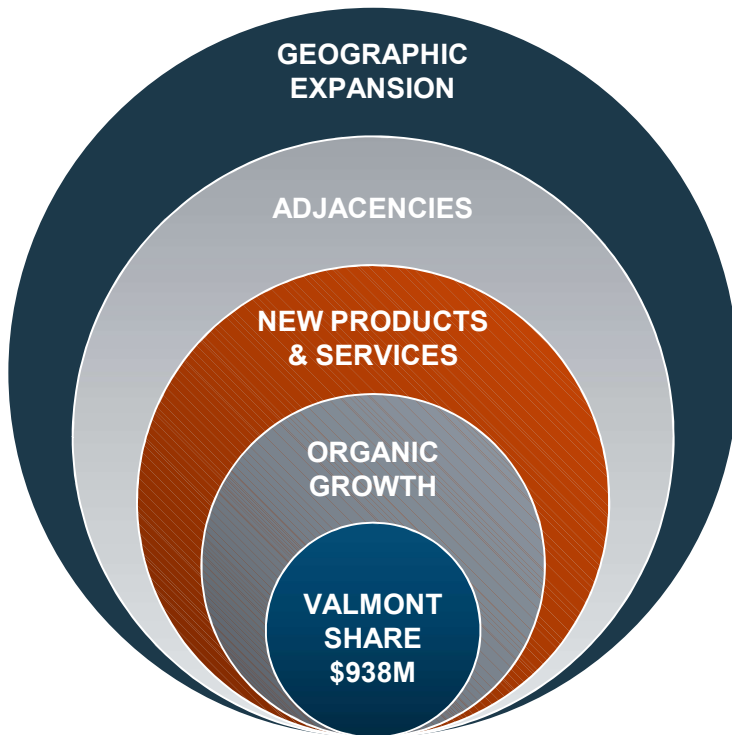 GEOGRAPHIC
EXPANSION
ADJACENCIES
NEW PRODUCTS
& SERVICES
ORGANIC
GROWTH
VALMONT
SHARE
$938M